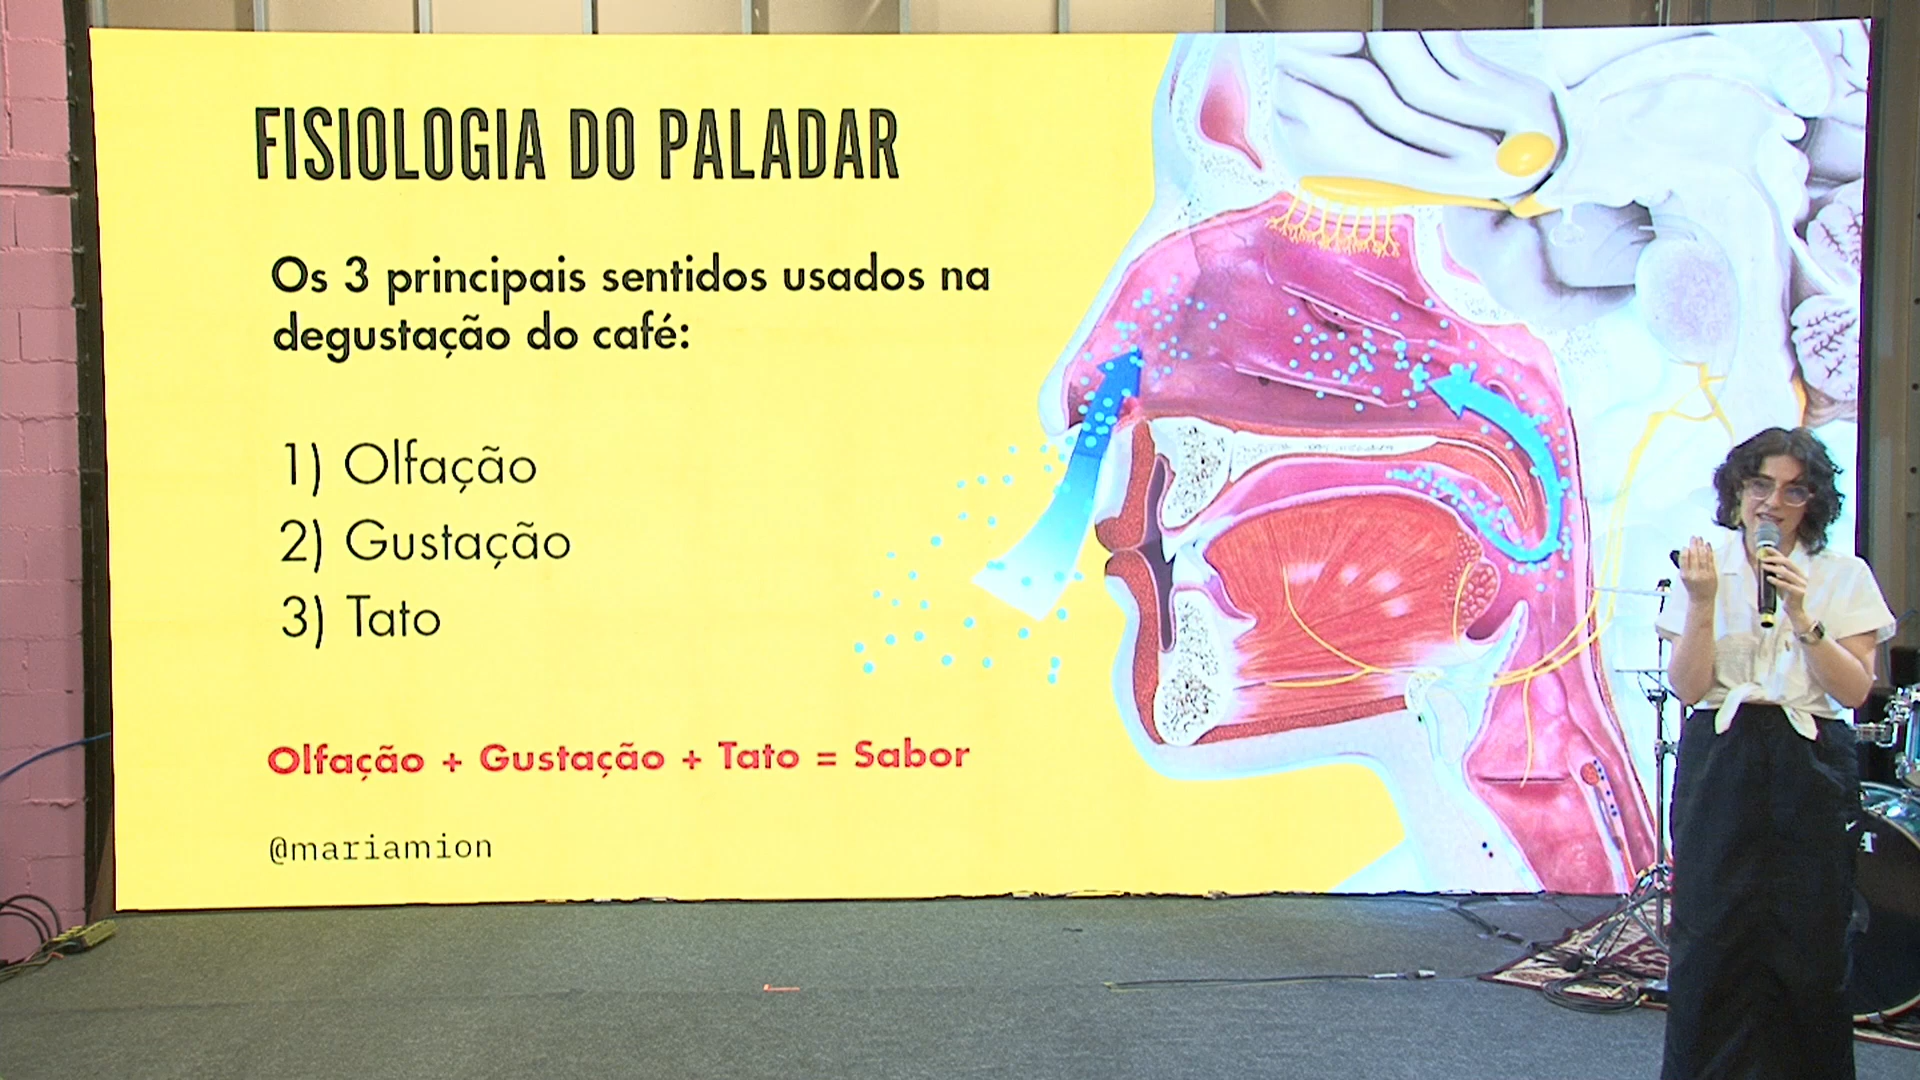 FISIOLOGIA DO PALADAR
Os 3 principais sentidos usados na
degustação do café:
1) Olfação
2) Gustação
3) Tato
Olfação + Gustação + Tato = Sabor
@mariamion